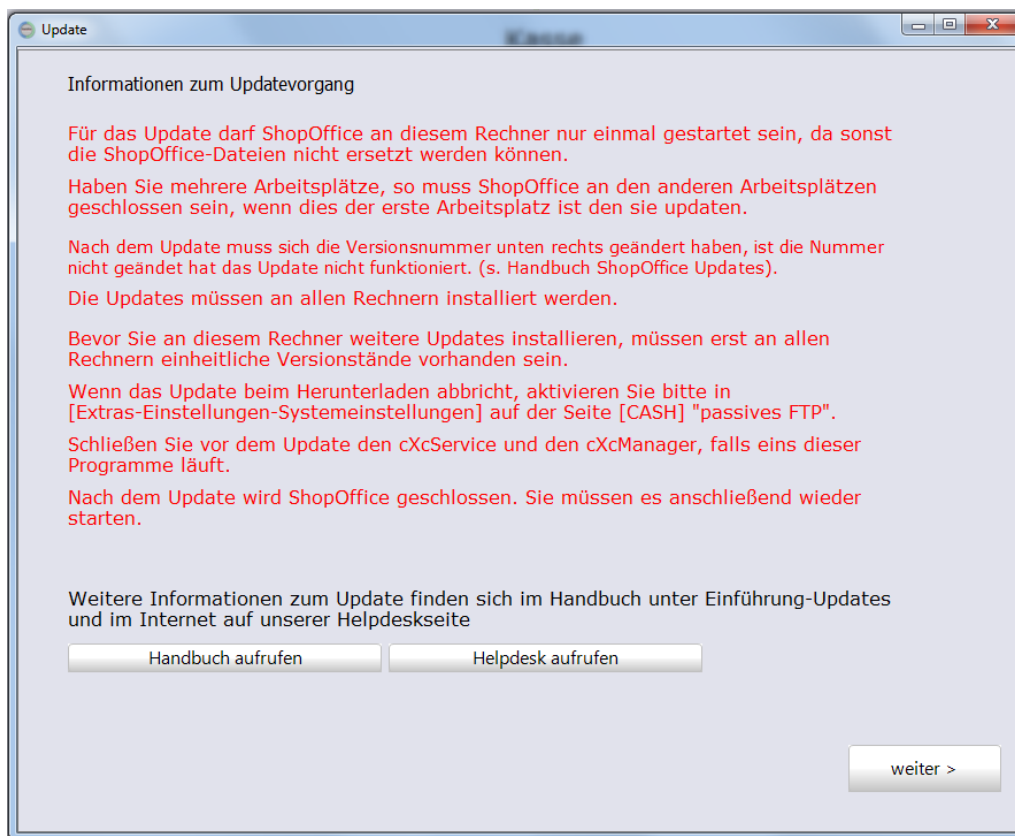 Update
Kasse
Informationen zum Updatevorgang
Für das Update darf ShopOffice an diesem Rechner nur einmal gestartet sein, da sonst
die ShopOffice-Dateien nicht ersetzt werden können.
Haben Sie mehrere Arbeitsplätze, so muss ShopOffice an den anderen Arbeitsplätzen
geschlossen sein, wenn dies der erste Arbeitsplatz ist den sie updaten.
Nach dem Update muss sich die Versionsnummer unten rechts geändert haben, ist die Nummer
nicht geändet hat das Update nicht funktioniert. (s. Handbuch ShopOffice Updates).
Die Updates müssen an allen Rechnern installiert werden.
Bevor Sie an diesem Rechner weitere Updates installieren, müssen erst an allen
Rechnern einheitliche Versionstände vorhanden sein.
Wenn das Update beim Herunterladen abbricht, aktivieren Sie bitte in
[Extras-Einstellungen-Systemeinstellungen] auf der Seite [CASH] "passives FTP".
Schließen Sie vor dem Update den cXcService und den cXcManager, falls eins dieser
Programme läuft.
Nach dem Update wird ShopOffice geschlossen. Sie müssen es anschließend wieder
starten.
Weitere Informationen zum Update finden sich im Handbuch unter Einführung-Updates
und im Internet auf unserer Helpdeskseite
Handbuch aufrufen
Helpdesk aufrufen
weiter >